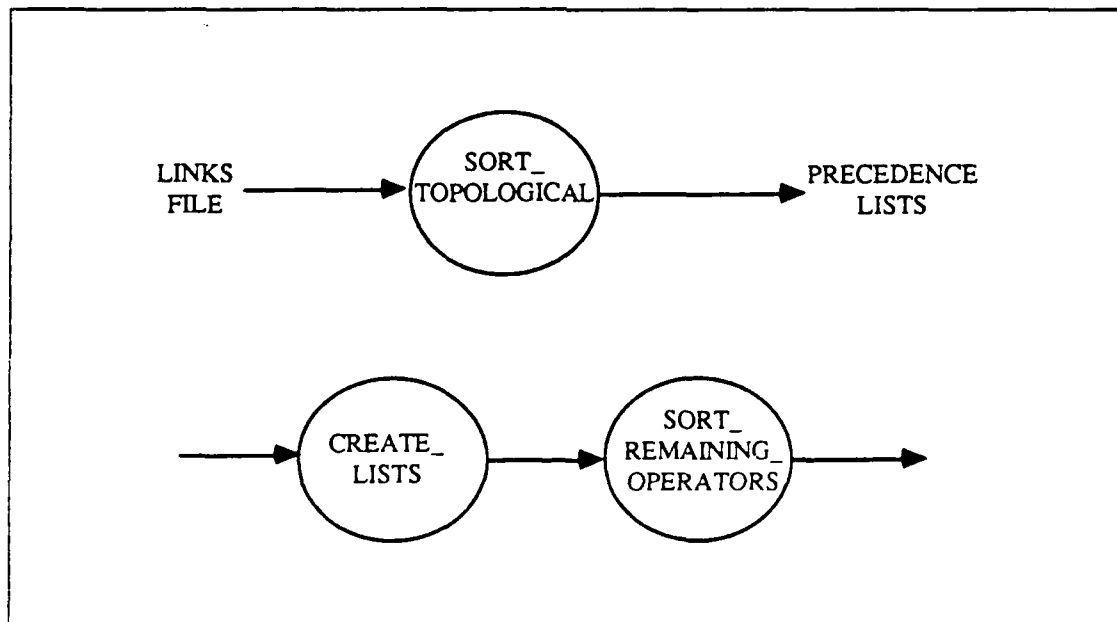 LINKS
FILE
SORT_
TOPOLOGICAL
PRECEDENCE
LISTS
CREATE_
LISTS
SORT_
REMAINING_
OPERATORS